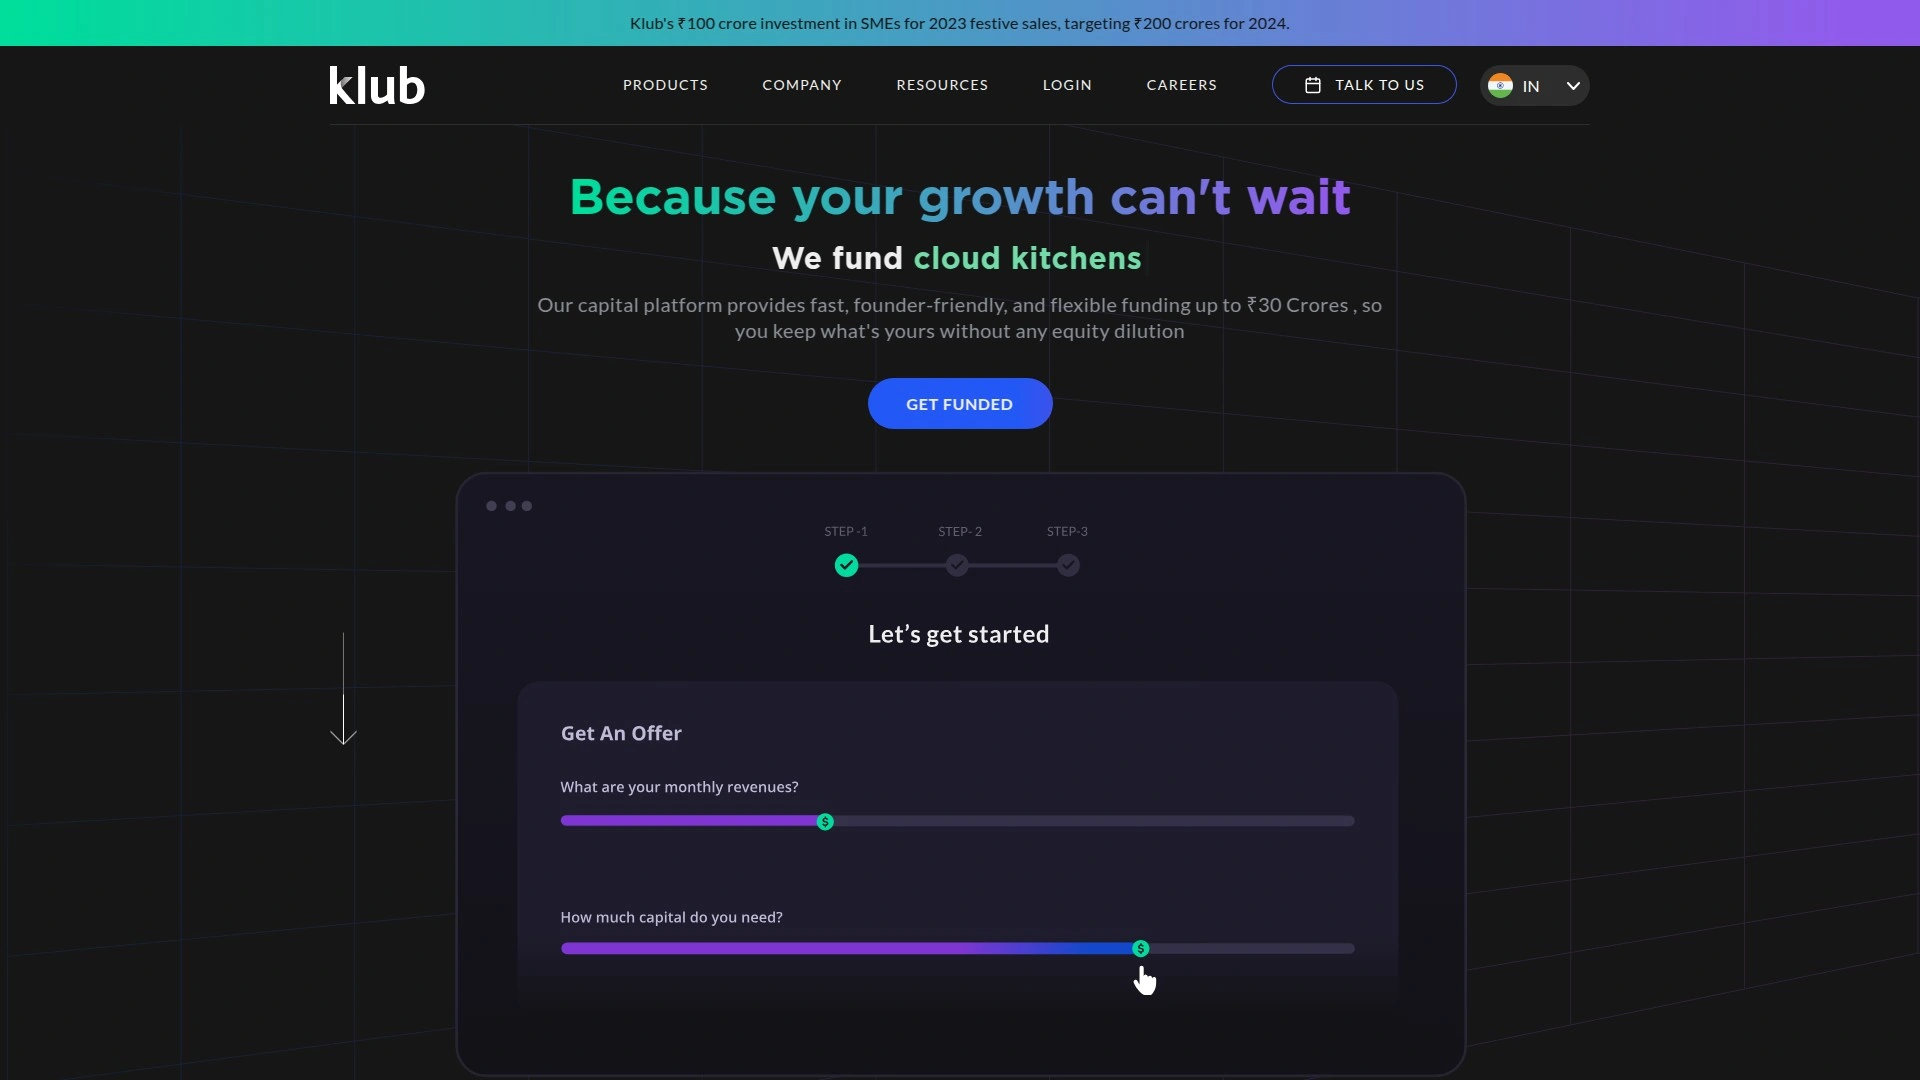 Klub's ₹100 crore investment in SMEs for 2023 festive sales, targeting ₹200 crores for 2024.
klub
PRODUCTS
COMPANY
RESOURCES
LOGIN
CAREERS
TALK TO US
IN
Because your growth can't wait
We fund cloud kitchens
Our capital platform provides fast, founder-friendly, and flexible funding up to ₹30 Crores , so
you keep what's yours without any equity dilution
GET FUNDED
STEP -1
STEP- 2
STEP-3
Let’s get started
Get An Offer
What are your monthly revenues?
$
How much capital do you need?
$